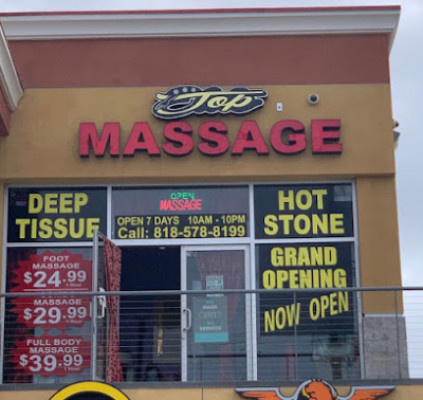 Top
MASSAGE
DEEP
TISSUE
OPEN
MASSAGE
OPEN 7 DAYS 10AM - 10PM
Call: 818-578-8199
HOT
STONE
FOOT
MASSAGE
$24.99
MASSAGE
$29.99
FULL BODY
MASSAGE
$39.99
GRAND
OPENING
NOW OPEN